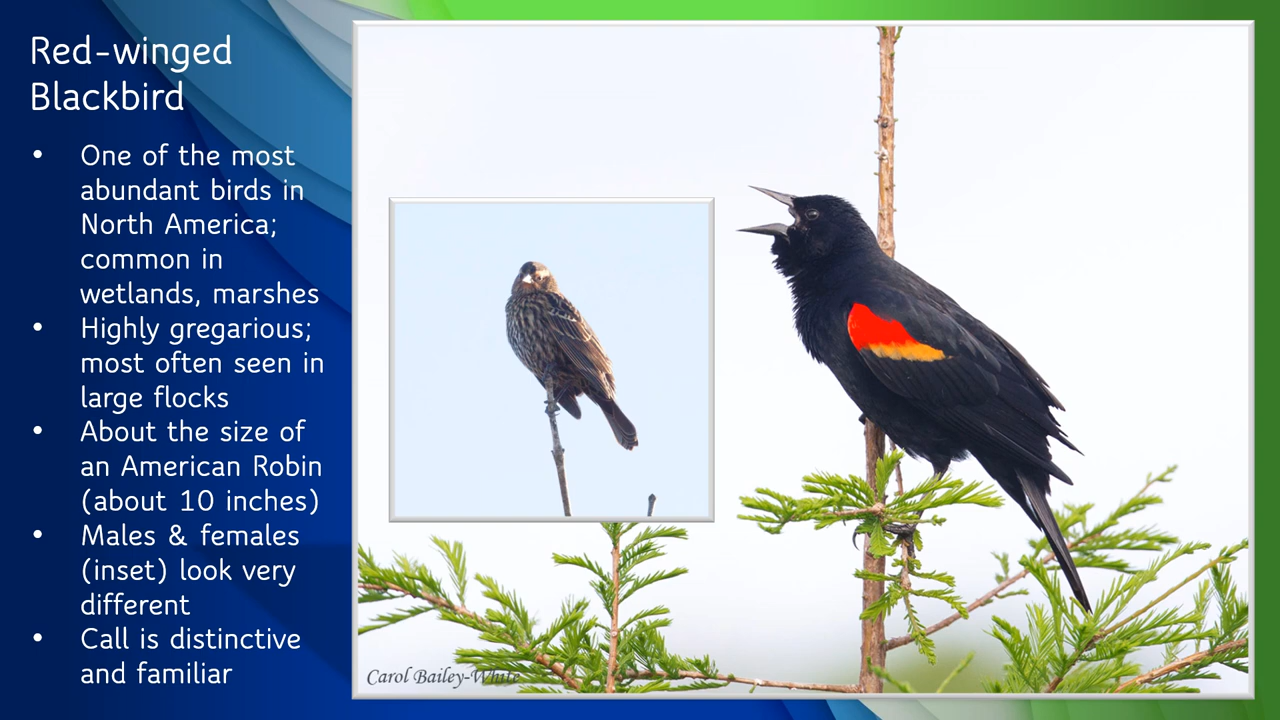 Red-winged
Blackbird
• One of the most
abundant birds in
North America;
common in
wetlands, marshes
• Highly gregarious;
most often seen in
large flocks
• About the size of
an American Robin
(about 10 inches)
• Males & females
(inset) look very
different
• Call is distinctive
and familiar
Carol Bailey-White